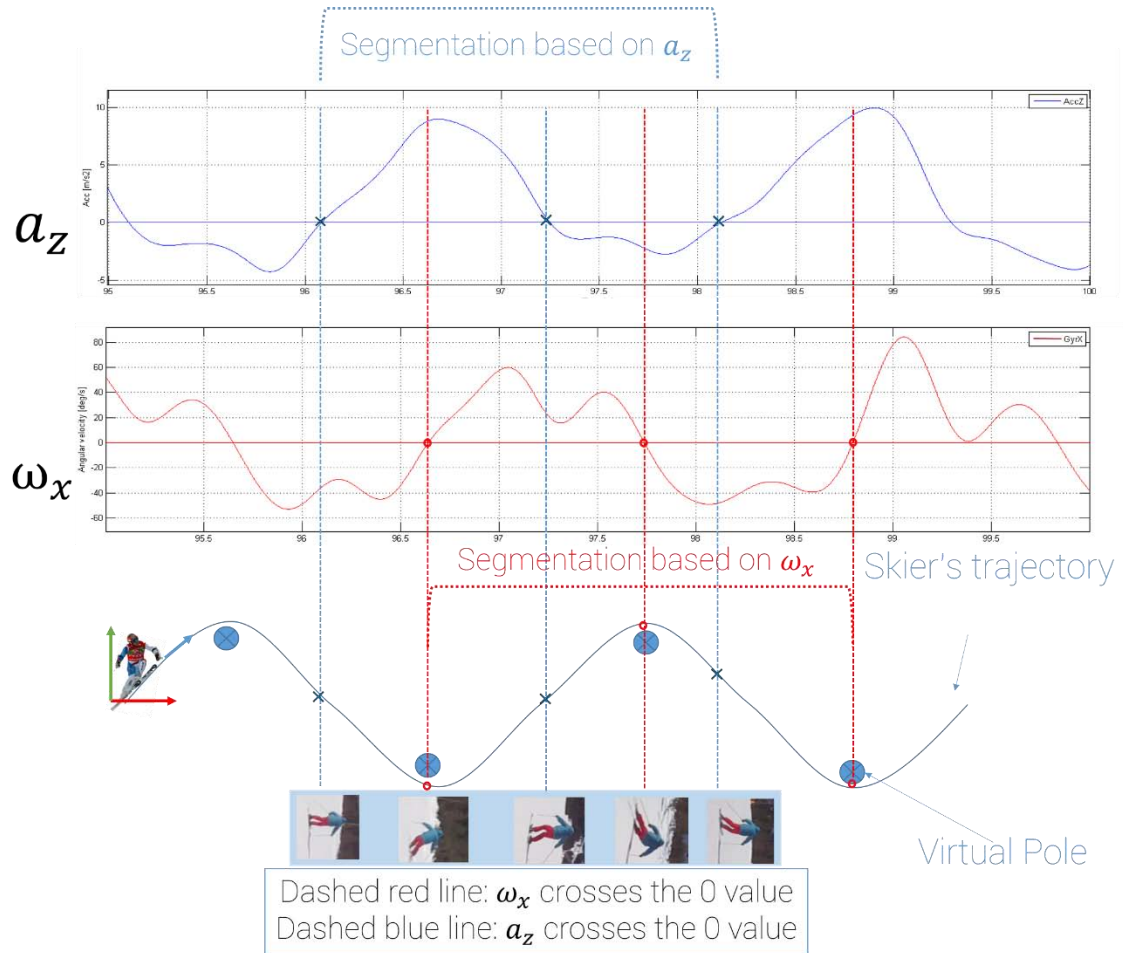 Segmentation based on a_z
AccZ
10
5
0
-5
Acc [m/s2]
a_z
95 95.5 96 96.5 97 97.5 98 98.5 99 99.5 100
GyrX
80
60
40
20
0
-20
-40
-60
Angular velocity [deg/s]
ω_x
95.5 96 96.5 97 97.5 98 98.5 99 99.5
Segmentation based on ω_x
Skier's trajectory
Virtual Pole
Dashed red line: ω_x crosses the 0 value
Dashed blue line: a_z crosses the 0 value